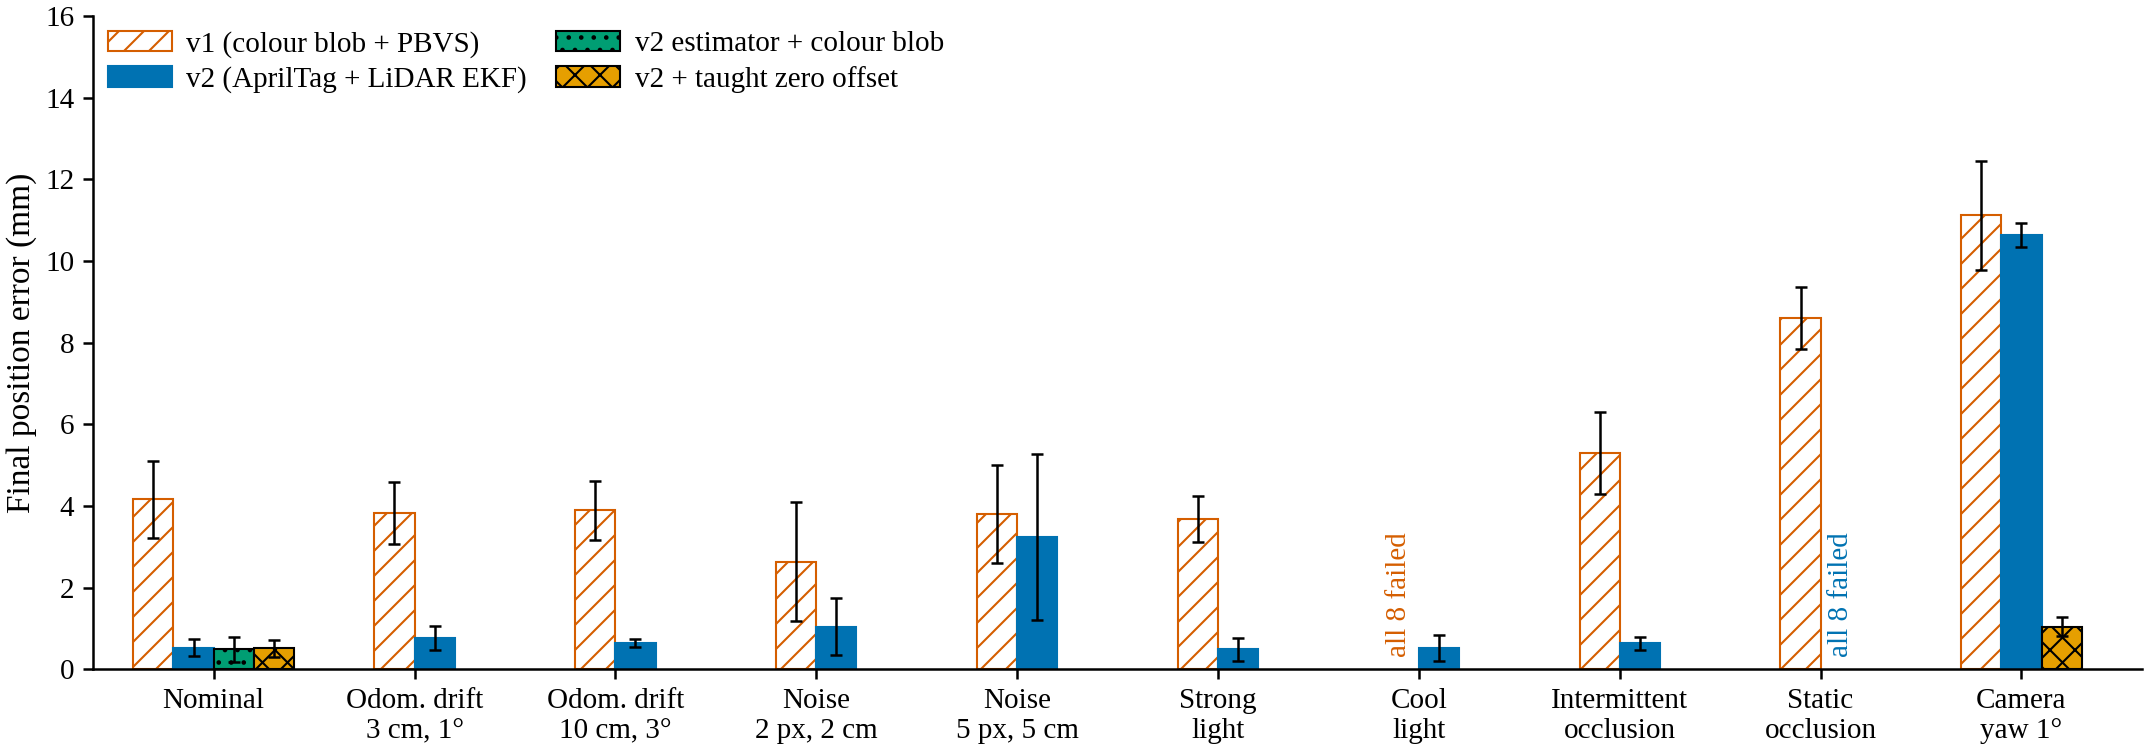 Final position error (mm)
16
14
12
10
8
6
4
2
0
v1 (colour blob + PBVS)
v2 (AprilTag + LiDAR EKF)
v2 estimator + colour blob
v2 + taught zero offset
all 8 failed
all 8 failed
Nominal
Odom. drift
3 cm, 1°
Odom. drift
10 cm, 3°
Noise
2 px, 2 cm
Noise
5 px, 5 cm
Strong
light
Cool
light
Intermittent
occlusion
Static
occlusion
Camera
yaw 1°